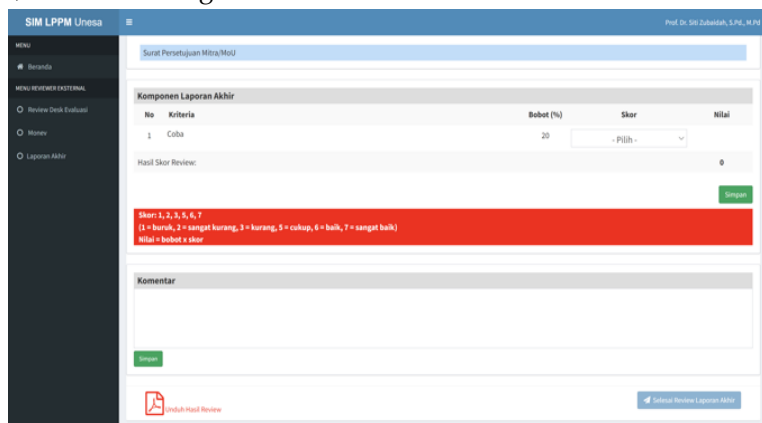 SIM LPPM Unesa
Prof. Dr. Siti Zubaidah, S.Pd., M.Pd
MENU
Beranda
MENU REVIEWER EKSTERNAL
Review Desk Evaluasi
Monev
Laporan Akhir
Surat Persetujuan Mitra/MoU
Komponen Laporan Akhir
No Kriteria Bobot (%) Skor Nilai
1 Coba 20 - Pilih -
Hasil Skor Review: 0
Simpan
Skor: 1, 2, 3, 5, 6, 7
(1 = buruk, 2 = sangat kurang, 3 = kurang, 5 = cukup, 6 = baik, 7 = sangat baik)
Nilai = bobot x skor
Komentar
Simpan
Unduh Hasil Review
Selesai Review Laporan Akhir